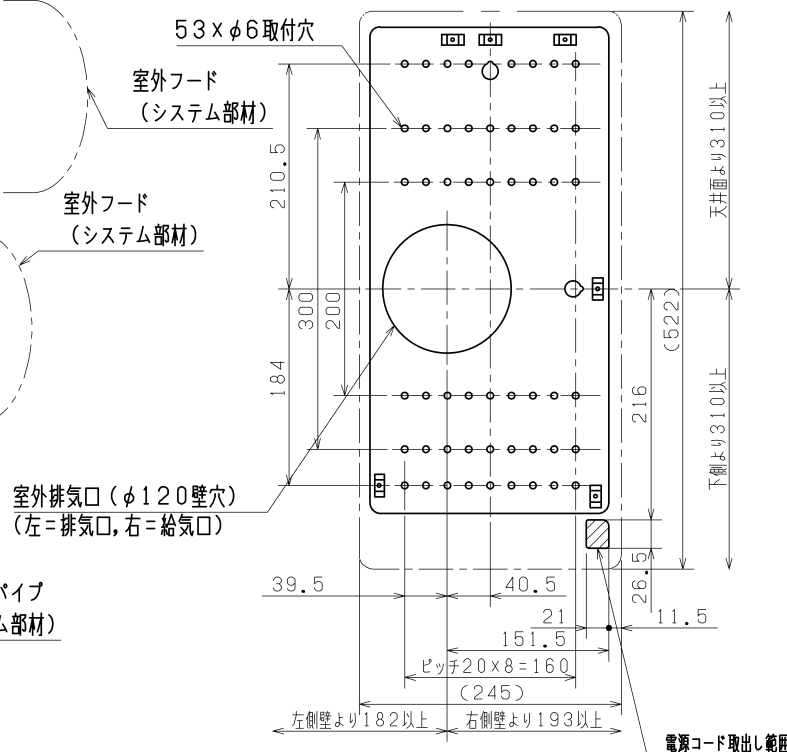 53×φ6取付穴
室外フード
(システム部材)
室外フード
(システム部材)
210.5
300
200
184
天井面より310以上
(522)
216
下側より310以上
室外排気口(φ120壁穴)
(左=排気口,右=給気口)
パイプ
ム部材)
26.5
39.5
40.5
21
11.5
151.5
ピッチ20×8=160
(245)
左側壁より182以上
右側壁より193以上
電源コード取出し範囲